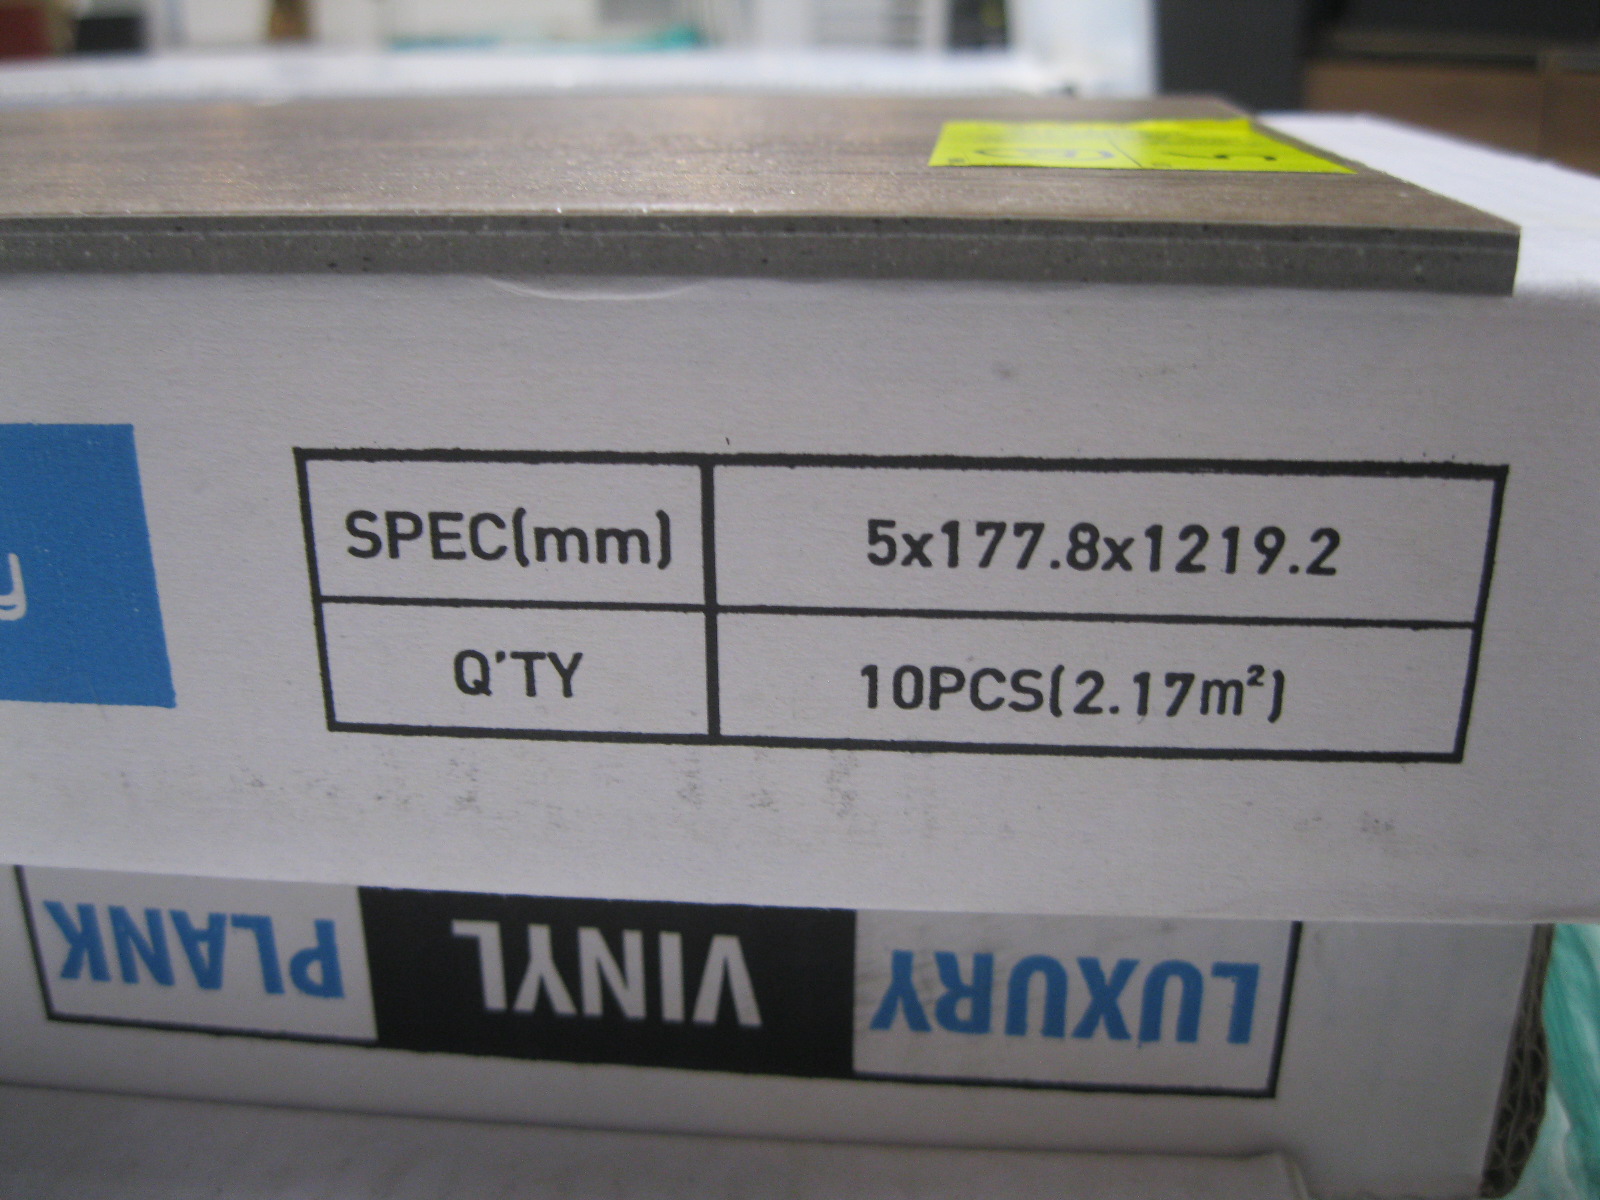 SPEC(mm) 5x177.8x1219.2
Q'TY 10PCS(2.17m²)
LUXURY VINYL PLANK